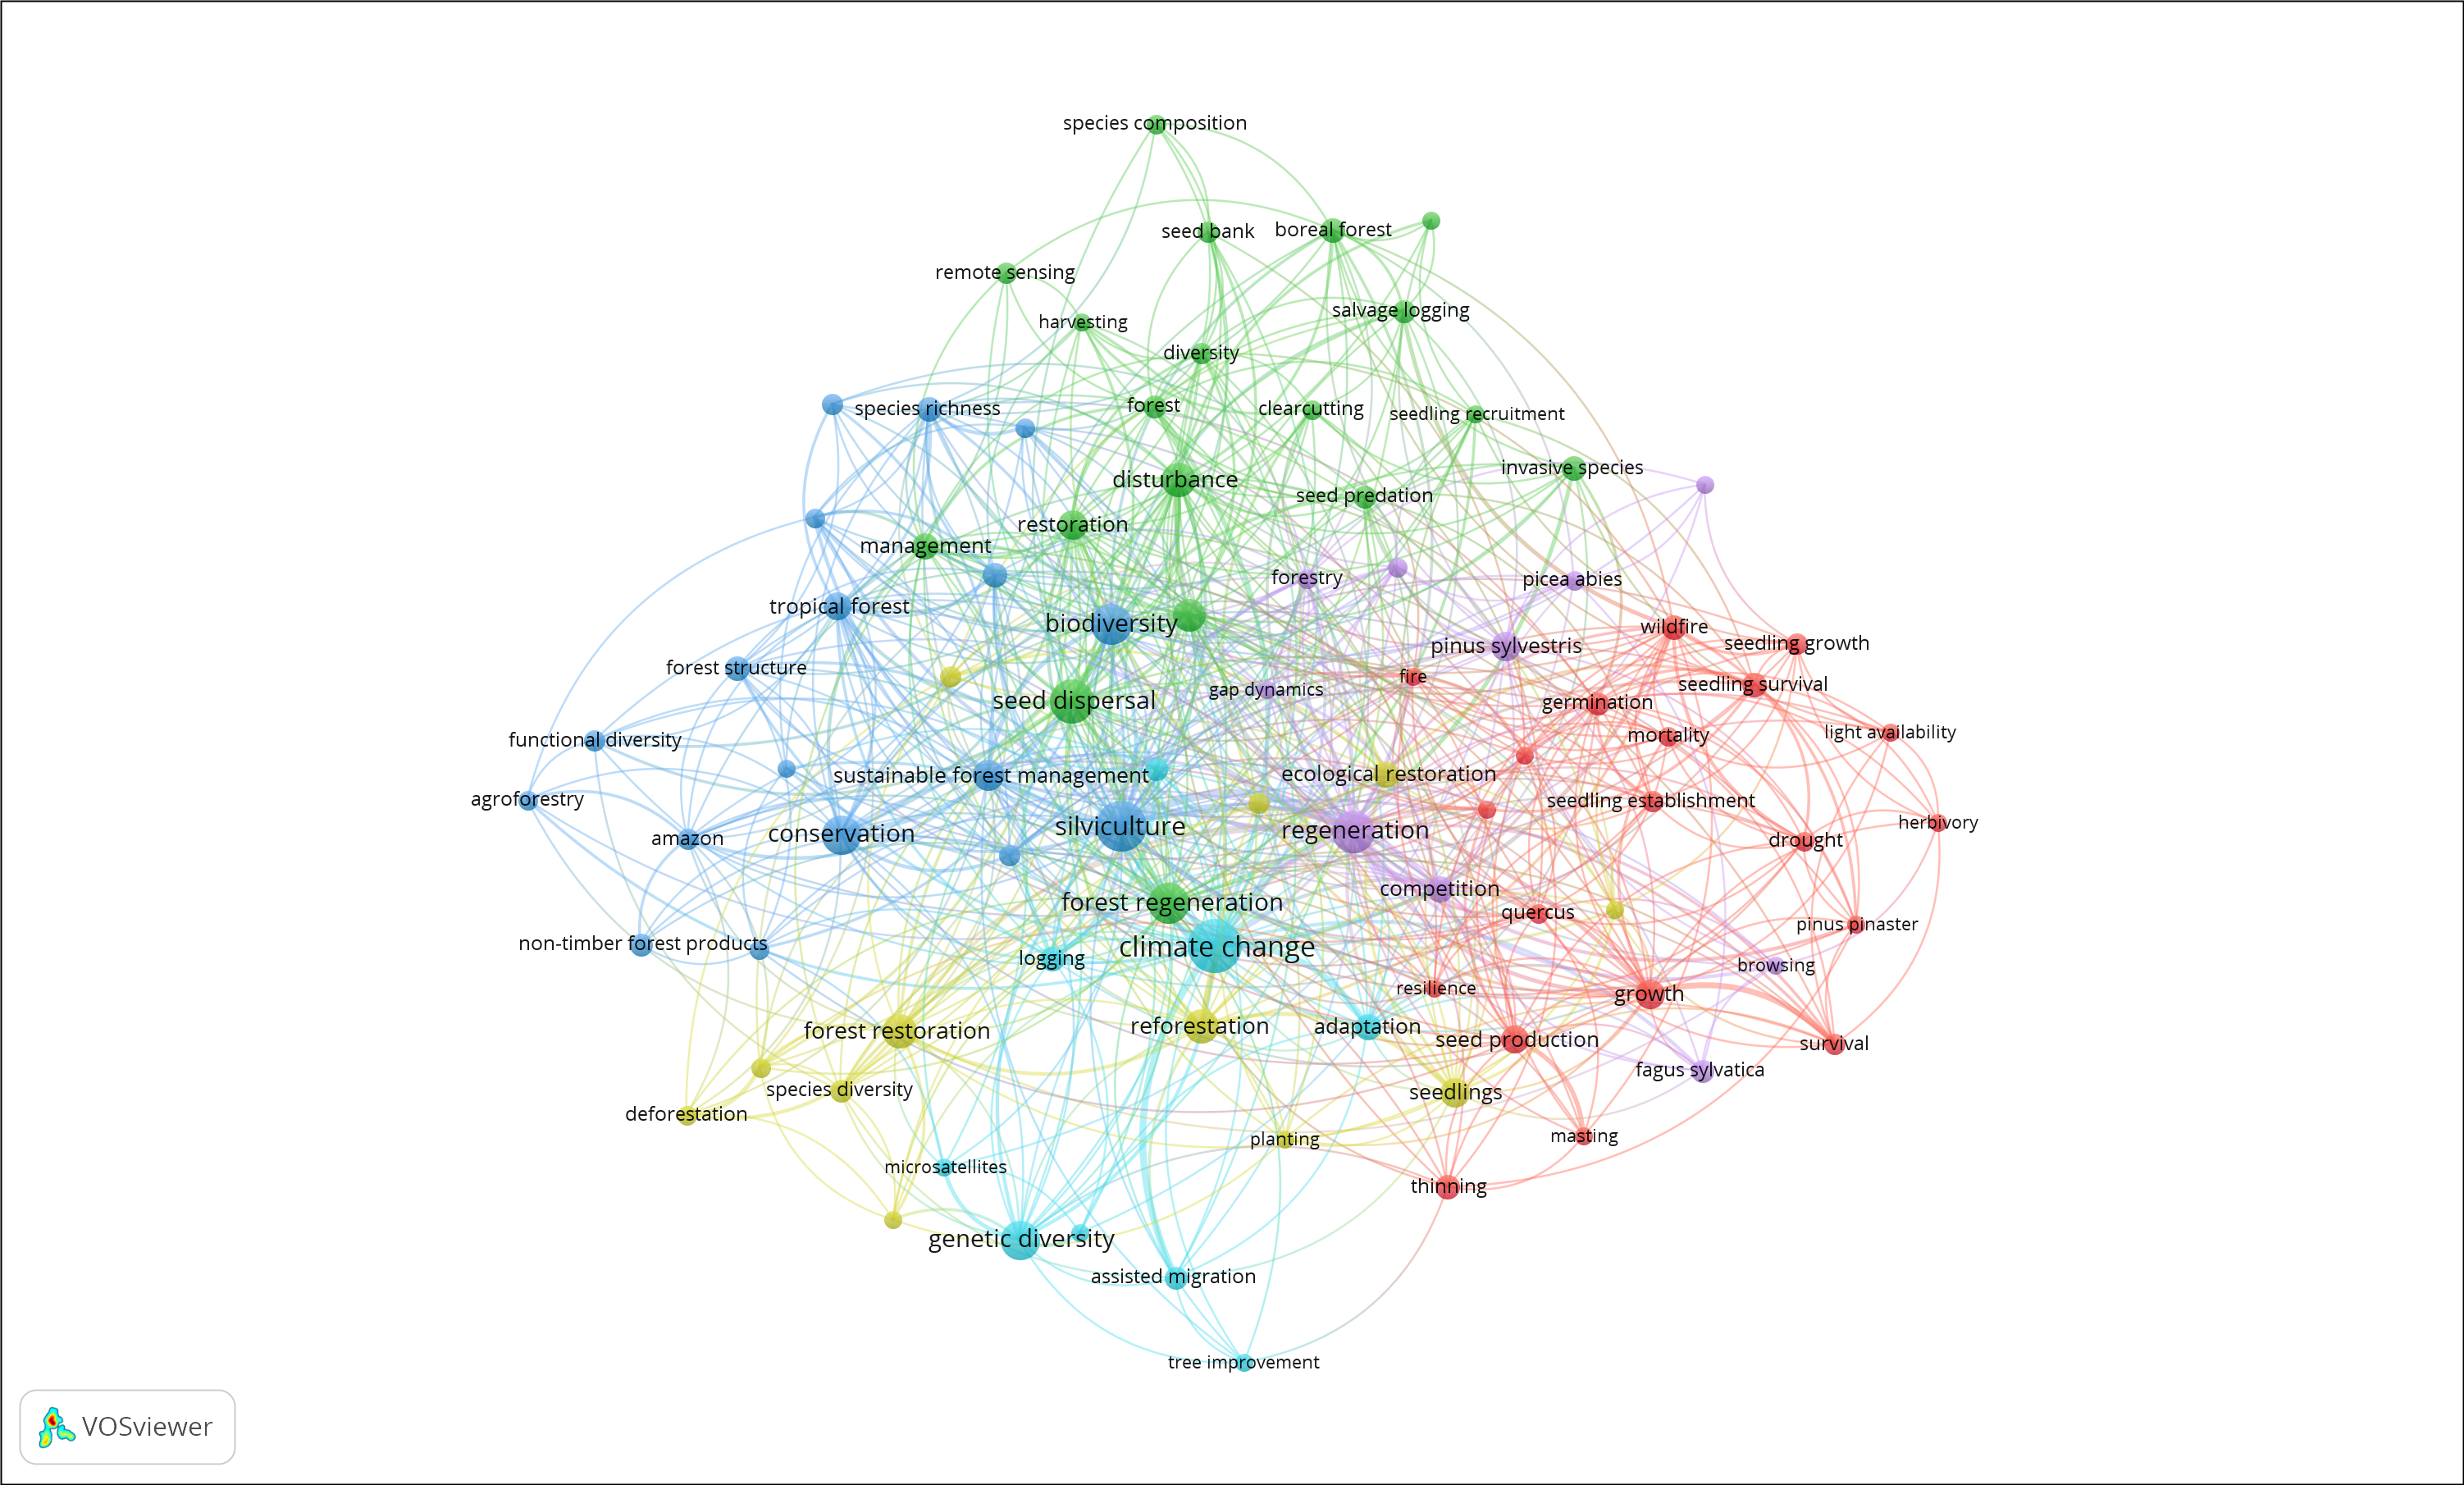 species composition
seed bank
boreal forest
remote sensing
salvage logging
harvesting
diversity
species richness
forest
clearcutting
seedling recruitment
invasive species
disturbance
seed predation
restoration
management
forestry
picea abies
tropical forest
biodiversity
wildfire
pinus sylvestris
seedling growth
forest structure
fire
seedling survival
gap dynamics
seed dispersal
germination
light availability
mortality
functional diversity
sustainable forest management
ecological restoration
agroforestry
seedling establishment
herbivory
silviculture
regeneration
conservation
amazon
drought
competition
forest regeneration
quercus
pinus pinaster
non-timber forest products
climate change
logging
browsing
resilience
growth
forest restoration
reforestation
adaptation
seed production
survival
fagus sylvatica
species diversity
seedlings
deforestation
planting
masting
microsatellites
thinning
genetic diversity
assisted migration
tree improvement
VOSviewer